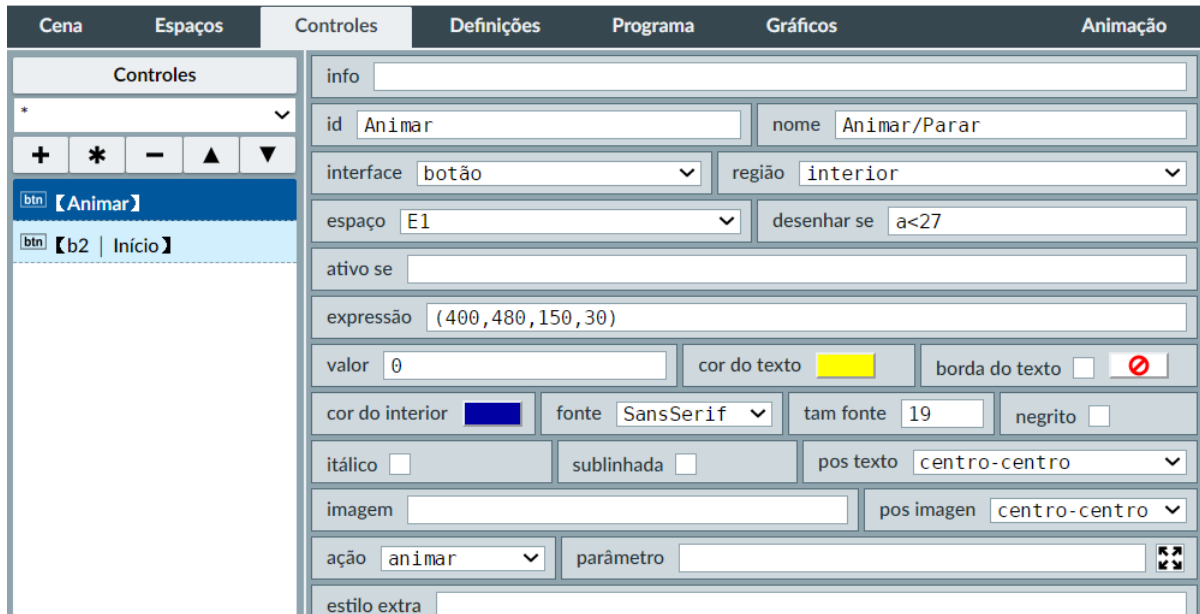 Cena Espaços Controles Definições Programa Gráficos Animação
Controles
*
+ * − ▲ ▼
btn 【Animar】
btn 【b2 | Início】
info
id Animar nome Animar/Parar
interface botão região interior
espaço E1 desenhar se a<27
ativo se
expressão (400,480,150,30)
valor 0 cor do texto borda do texto
cor do interior fonte SansSerif tam fonte 19 negrito
itálico sublinhada pos texto centro-centro
imagem pos imagen centro-centro
ação animar parâmetro
estilo extra